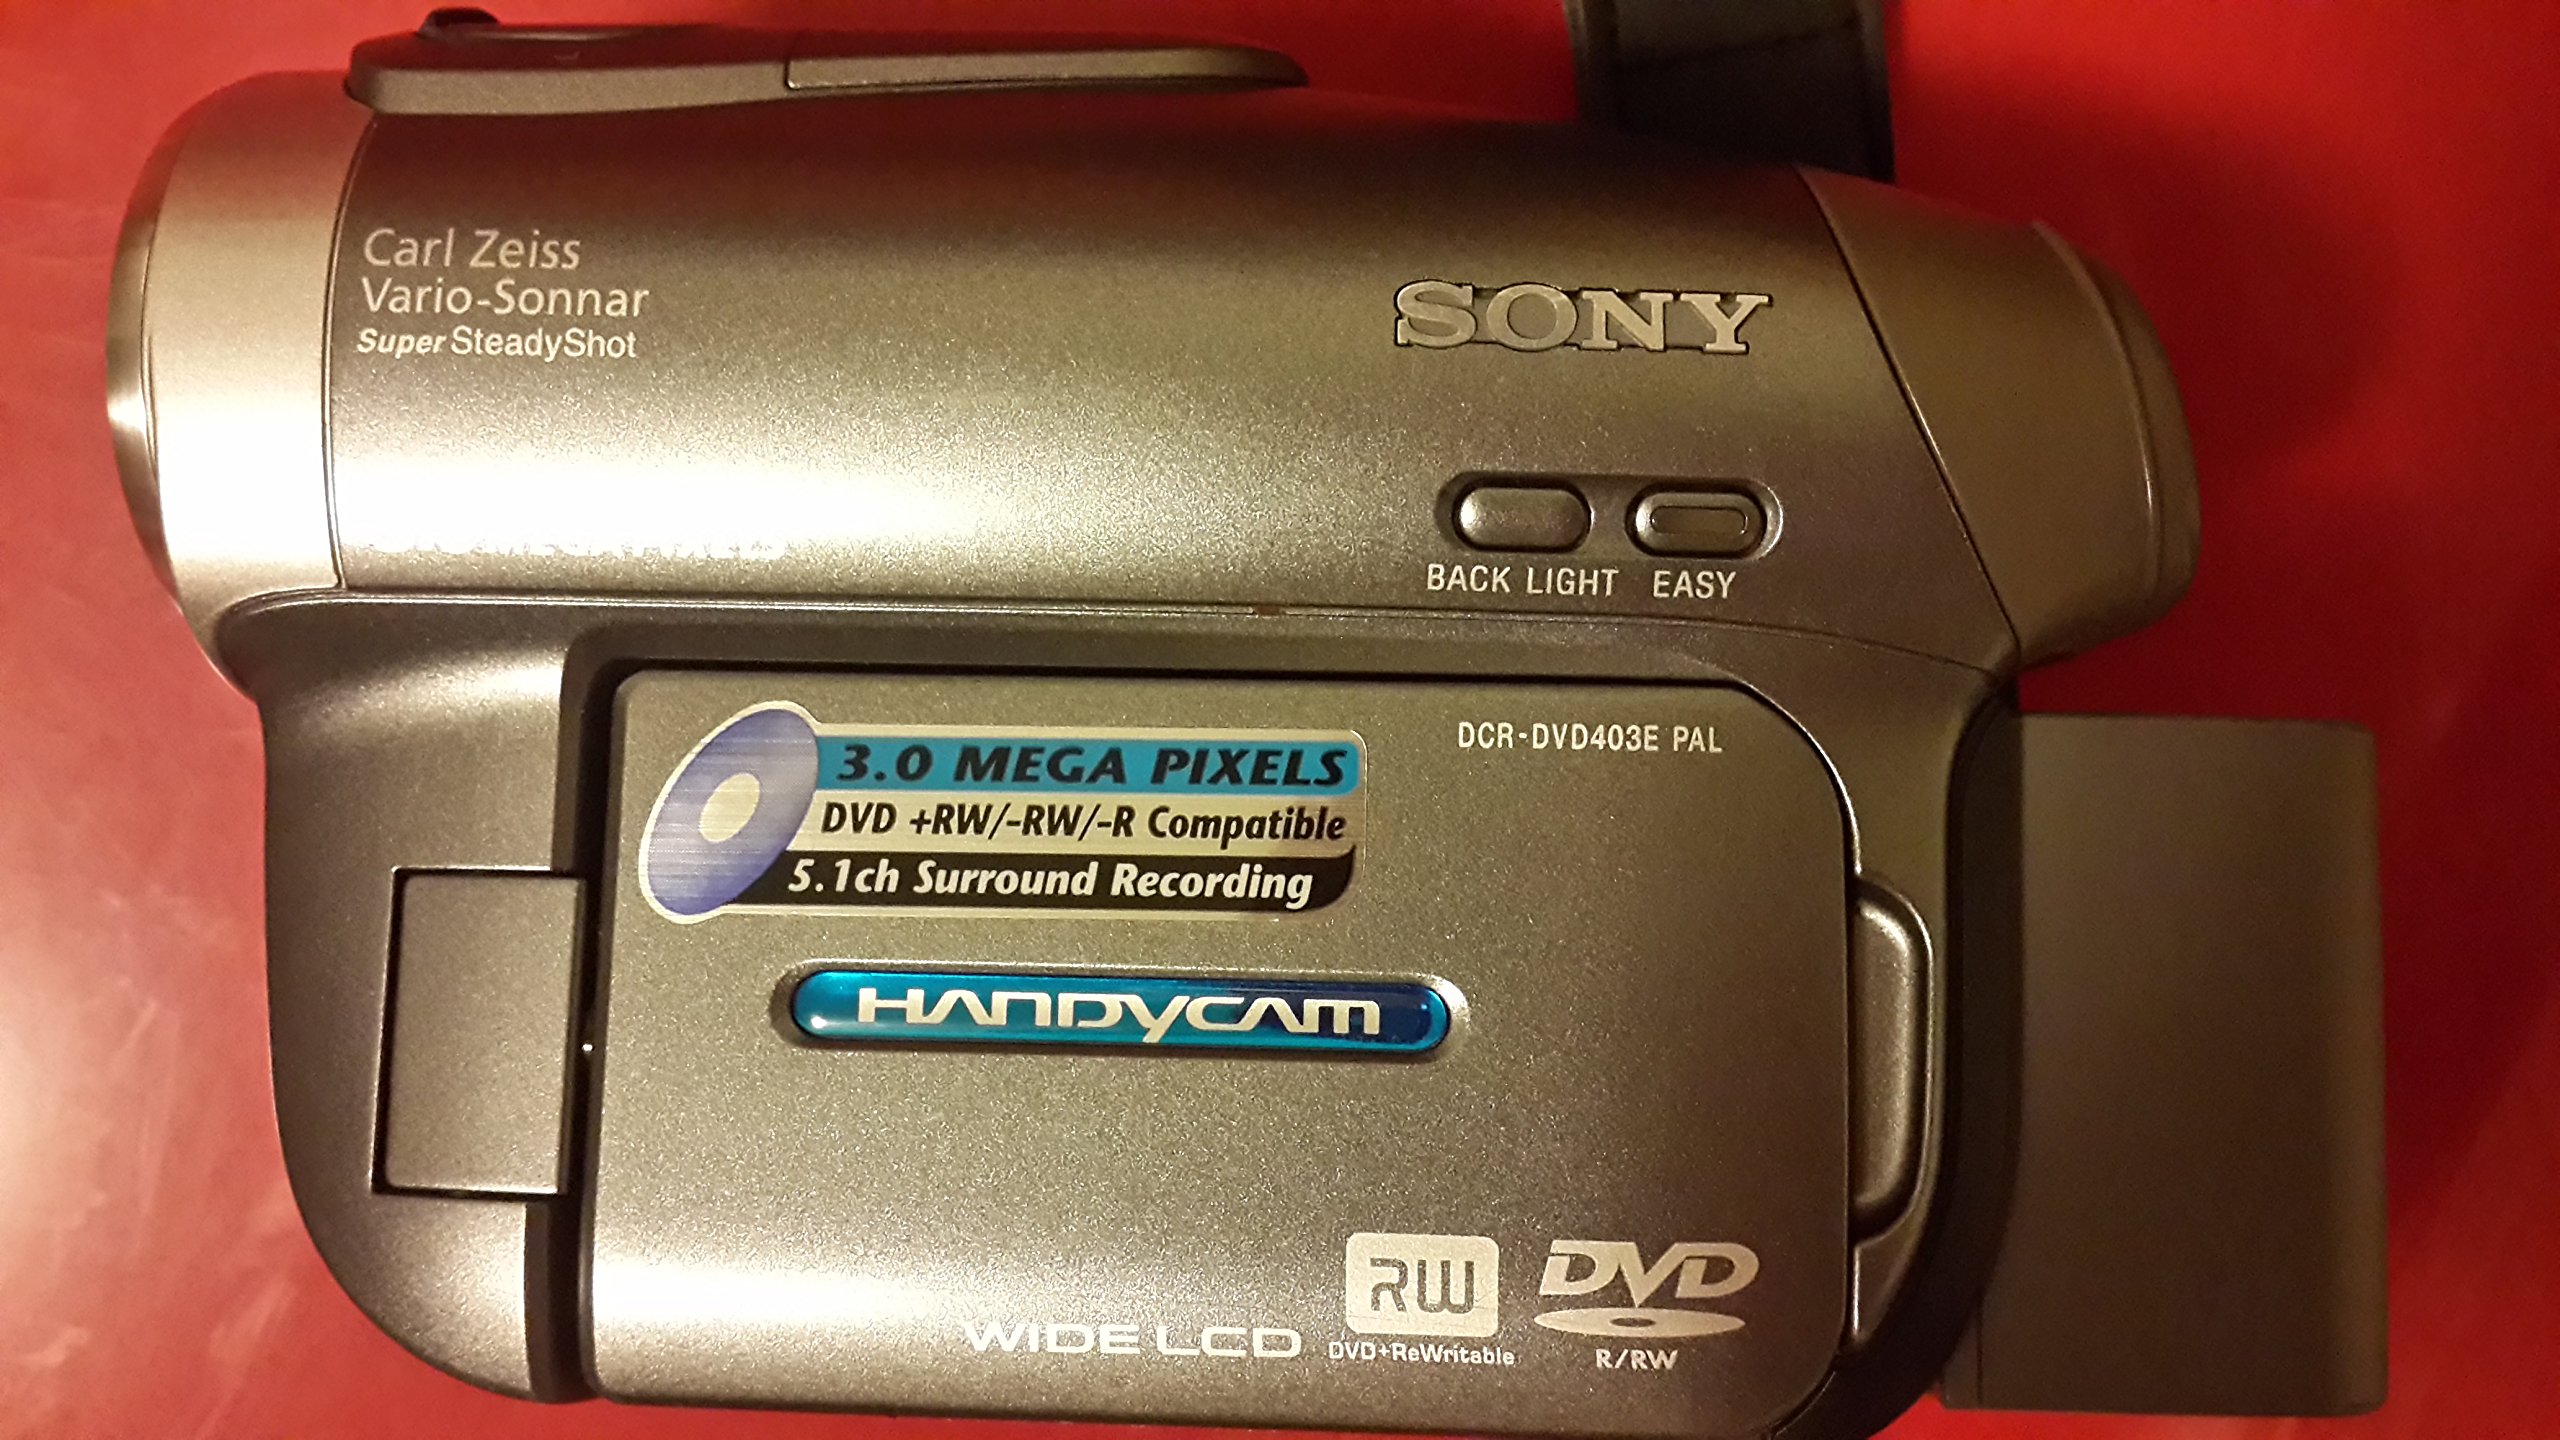 Carl Zeiss
Vario-Sonnar
Super SteadyShot
SONY
BACK LIGHT EASY
DCR-DVD403E PAL
3.0 MEGA PIXELS
DVD +RW/-RW/-R Compatible
5.1ch Surround Recording
HANDYCAM
WIDE LCD
RW
DVD+ReWritable
DVD
R/RW